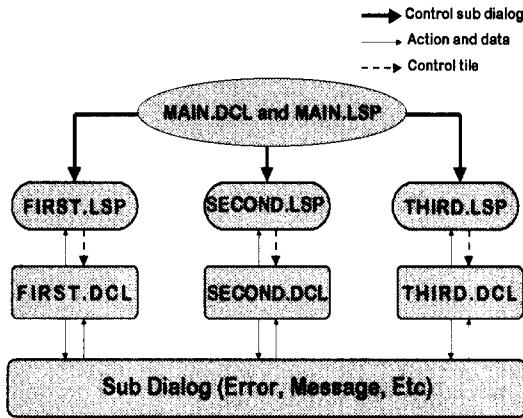 Control sub dialog
Action and data
Control tile
MAIN.DCL and MAIN.LSP
FIRST.LSP
SECOND.LSP
THIRD.LSP
FIRST.DCL
SECOND.DCL
THIRD.DCL
Sub Dialog (Error, Message, Etc)